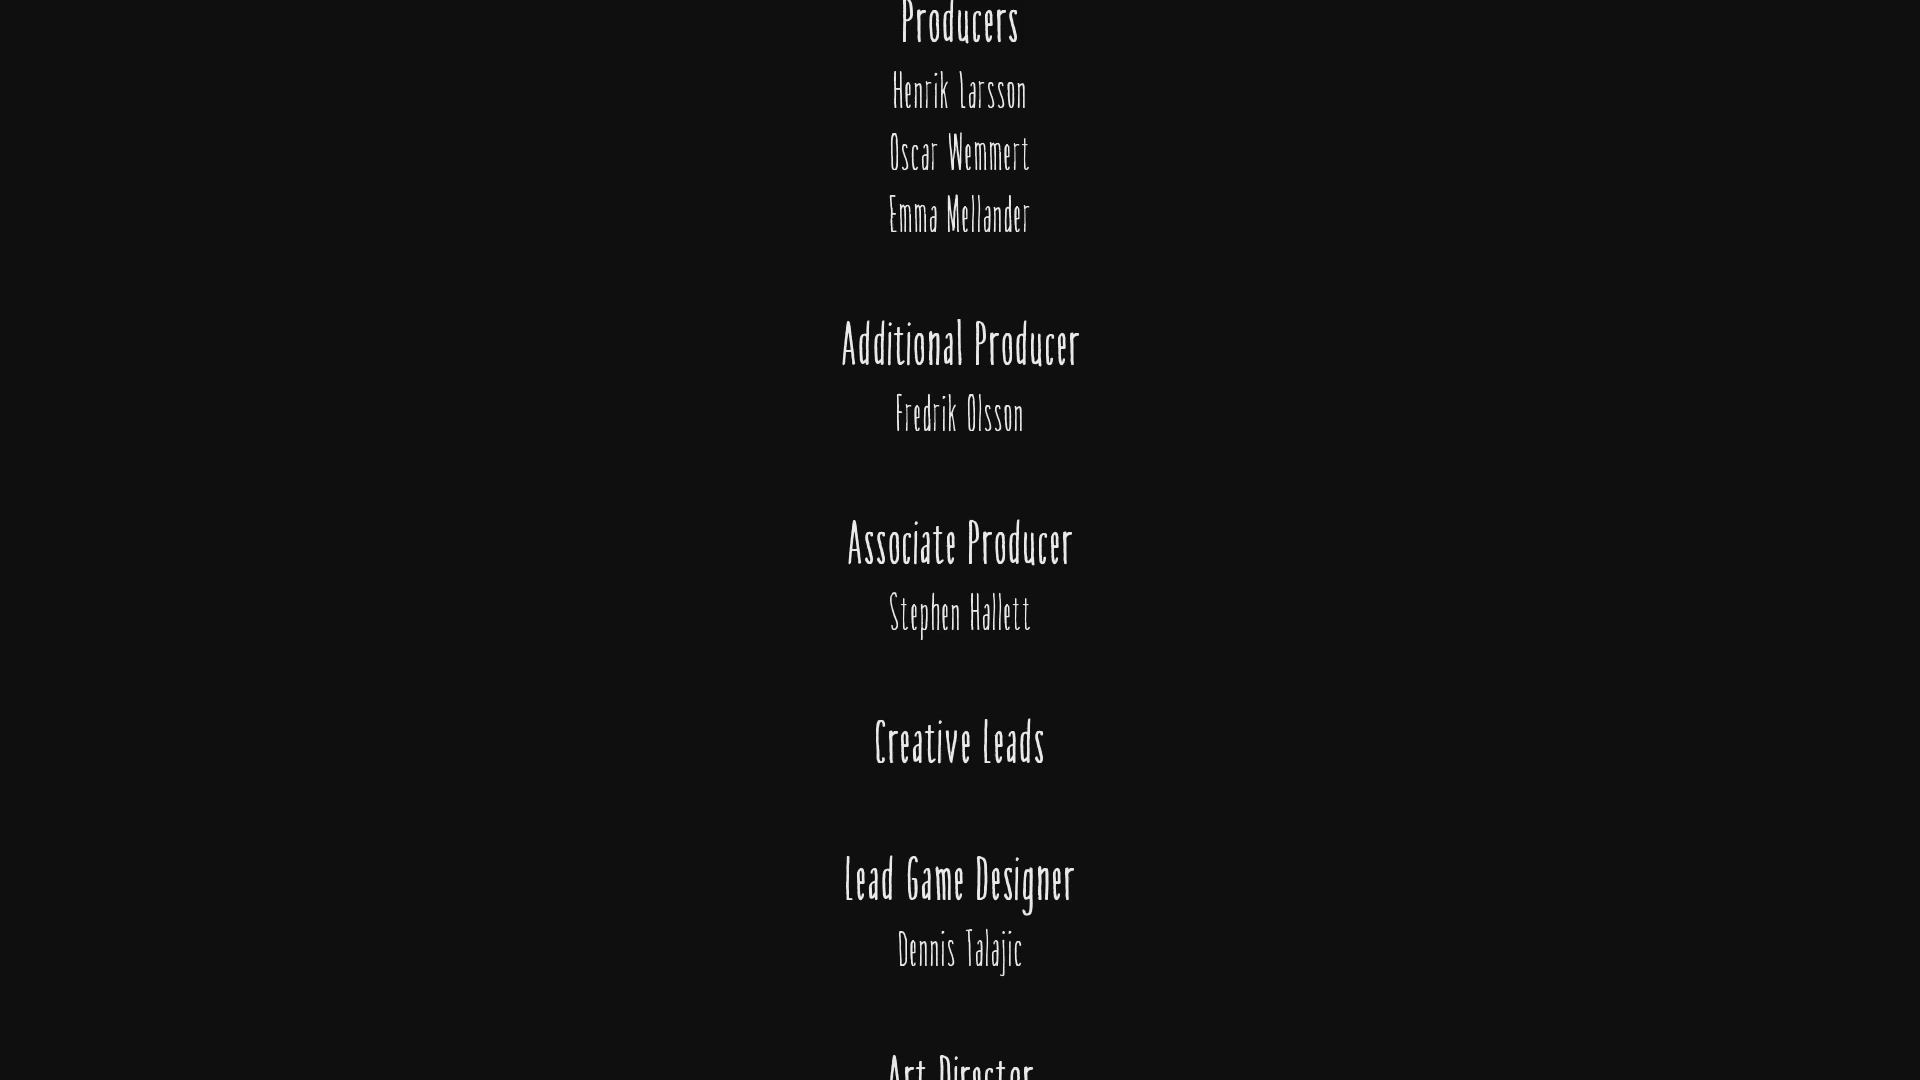 Producers
Henrik Larsson
Oscar Wemmert
Emma Mellander
Additional Producer
Fredrik Olsson
Associate Producer
Stephen Hallett
Creative Leads
Lead Game Designer
Dennis Talajic
Art Director